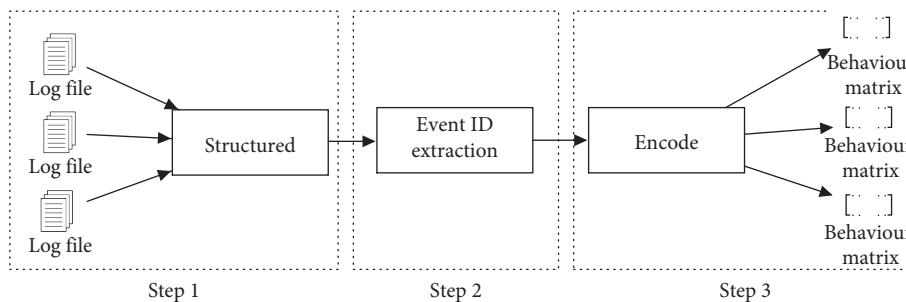 Log file
Log file
Log file
Structured
Step 1
Event ID
extraction
Step 2
Encode
Behaviou
matrix
Behaviou
matrix
Behaviou
matrix
Step 3